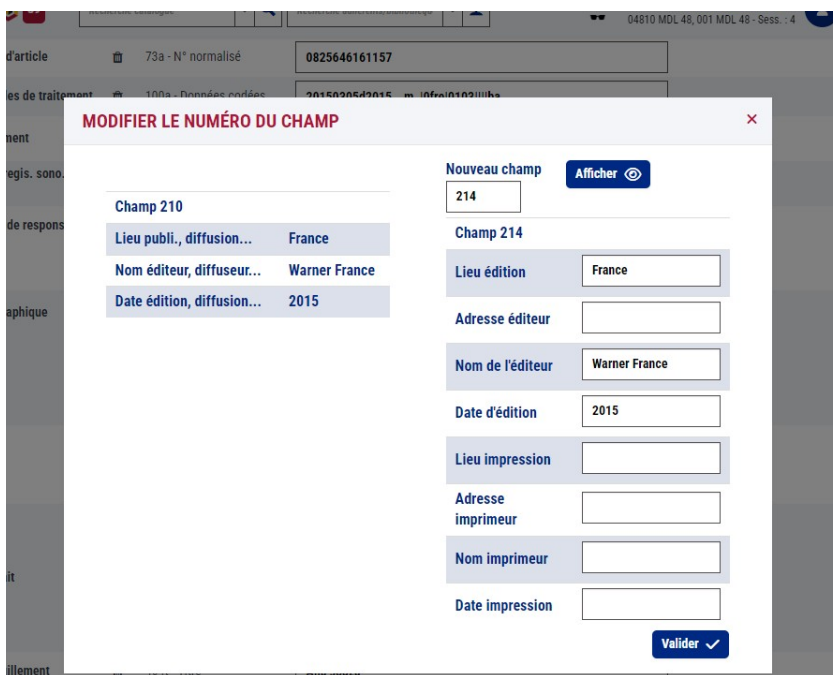 04810 MDL 48, 001 MDL 48 - Sess. : 4
d'article
73a - N° normalisé
0825646161157
es de traitement
100a - Données codées
MODIFIER LE NUMÉRO DU CHAMP
×
ment
egis. sono.
de respons
aphique
ait
Nouveau champ
214
Afficher
Champ 210
Lieu publi., diffusion... France
Nom éditeur, diffuseur... Warner France
Date édition, diffusion... 2015
Champ 214
Lieu édition France
Adresse éditeur
Nom de l'éditeur Warner France
Date d'édition 2015
Lieu impression
Adresse
imprimeur
Nom imprimeur
Date impression
Valider